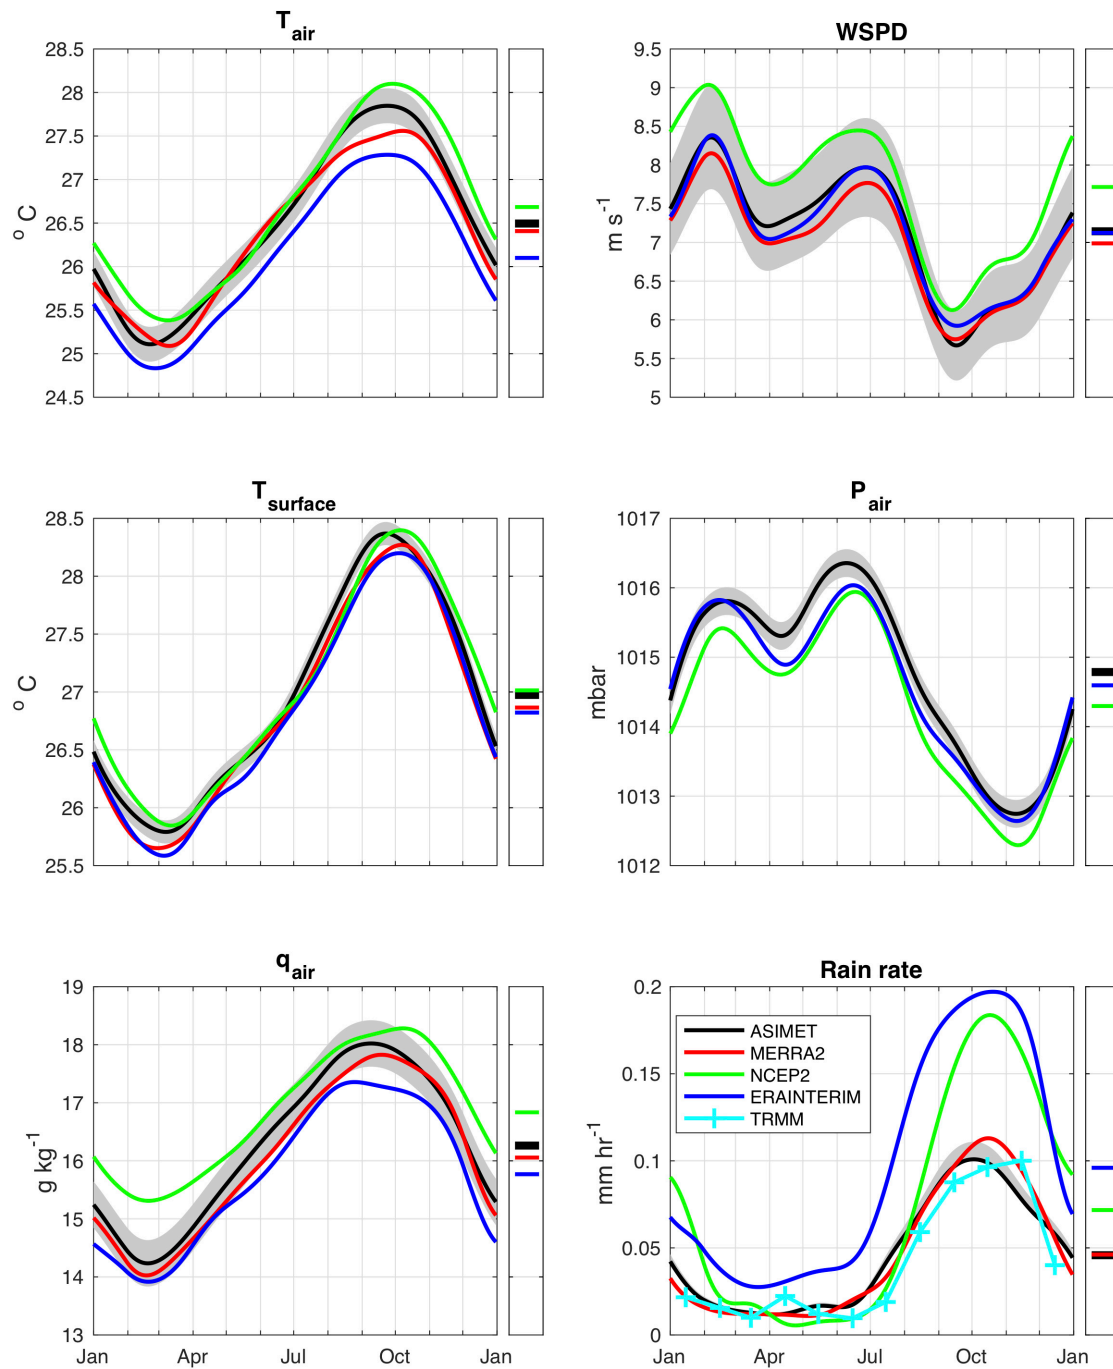 T_air
28.5
28
27.5
27
26.5
26
25.5
25
24.5
° C
WSPD
9.5
9
8.5
8
7.5
7
6.5
6
5.5
5
m s⁻¹
T_surface
28.5
28
27.5
27
26.5
26
25.5
° C
P_air
1017
1016
1015
1014
1013
1012
mbar
q_air
19
18
17
16
15
14
13
g kg⁻¹
Jan Apr Jul Oct Jan
Rain rate
0.2
0.15
0.1
0.05
0
mm hr⁻¹
ASIMET
MERRA2
NCEP2
ERAINTERIM
TRMM
Jan Apr Jul Oct Jan